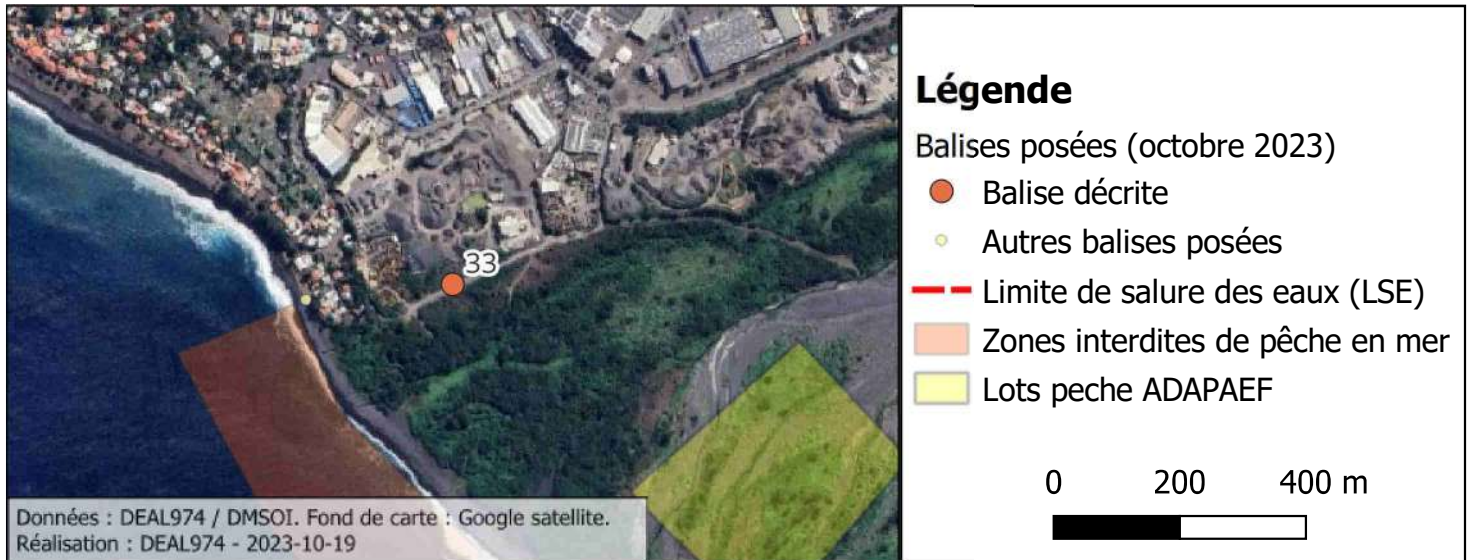 33
Données : DEAL974 / DMSOI. Fond de carte : Google satellite.
Réalisation : DEAL974 - 2023-10-19
Légende
Balises posées (octobre 2023)
Balise décrite
Autres balises posées
Limite de salure des eaux (LSE)
Zones interdites de pêche en mer
Lots peche ADAPAEF
0 200 400 m